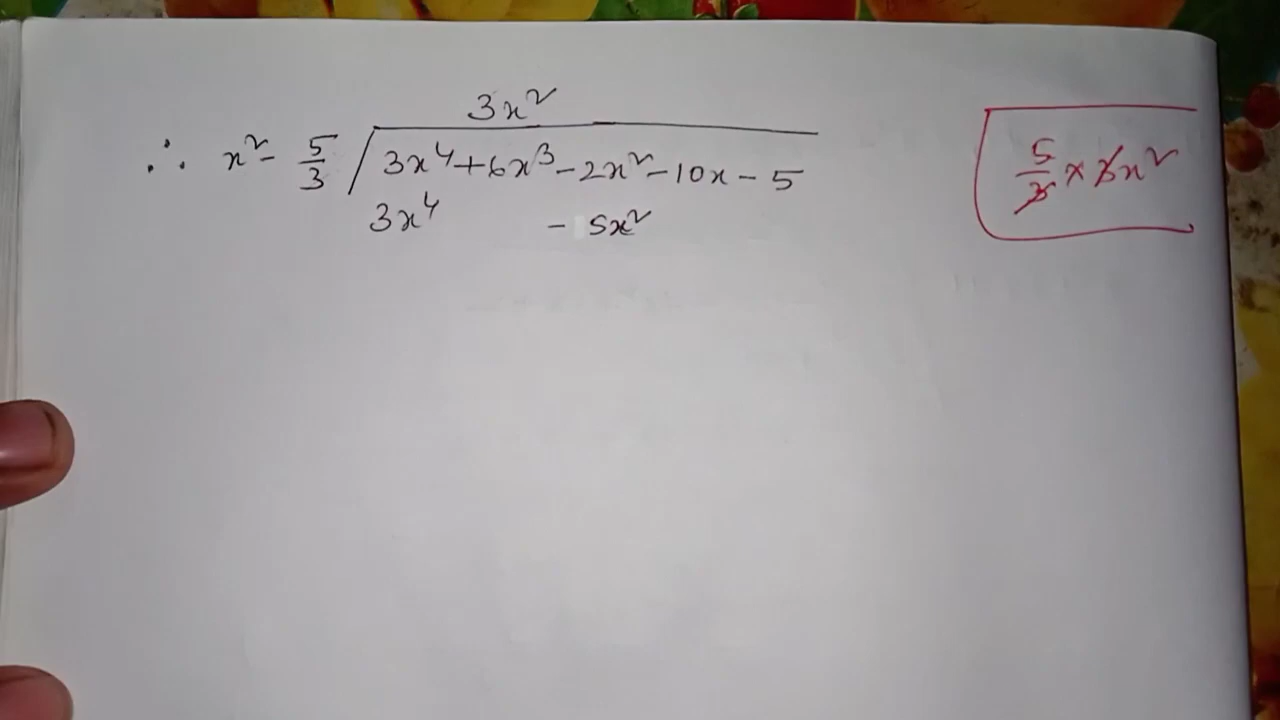 3x²
∴ x² - 5/3 / 3x⁴ + 6x³ - 2x² - 10x - 5
3x⁴ - 5x²
5/3 × 3x²